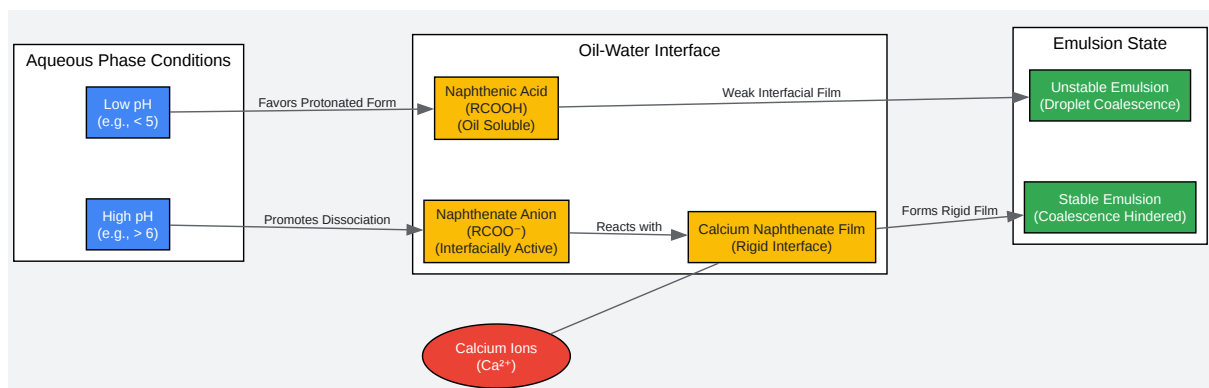 Aqueous Phase Conditions
Low pH
(e.g., < 5)
High pH
(e.g., > 6)
Favors Protonated Form
Promotes Dissociation
Oil-Water Interface
Naphthenic Acid
(RCOOH)
(Oil Soluble)
Naphthenate Anion
(RCOO⁻)
(Interfacially Active)
Reacts with
Calcium Naphthenate Film
(Rigid Interface)
Calcium Ions
(Ca²⁺)
Weak Interfacial Film
Forms Rigid Film
Emulsion State
Unstable Emulsion
(Droplet Coalescence)
Stable Emulsion
(Coalescence Hindered)